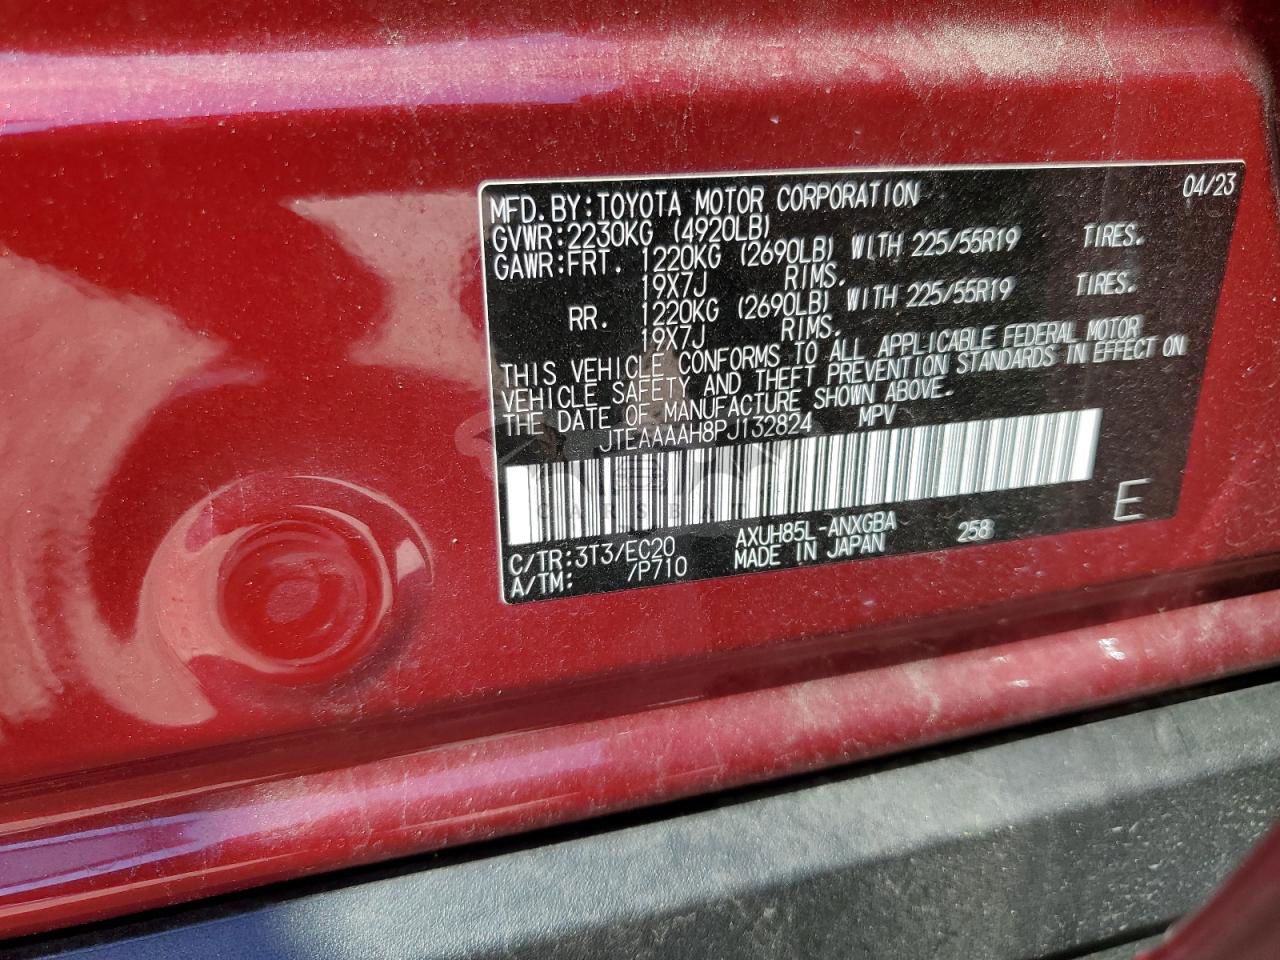 04/23
MFD.BY:TOYOTA MOTOR CORPORATION
GVWR:2230KG (4920LB)
GAWR:FRT. 1220KG (2690LB) WITH 225/55R19 TIRES.
19X7J RIMS.
RR. 1220KG (2690LB) WITH 225/55R19 TIRES.
19X7J RIMS.
THIS VEHICLE CONFORMS TO ALL APPLICABLE FEDERAL MOTOR
VEHICLE SAFETY AND THEFT PREVENTION STANDARDS IN EFFECT ON
THE DATE OF MANUFACTURE SHOWN ABOVE.
JTEAAAAH8PJ132824 MPV
C/TR:3T3/EC20 AXUH85L-ANXGBA 258 E
A/TM: /P710 MADE IN JAPAN